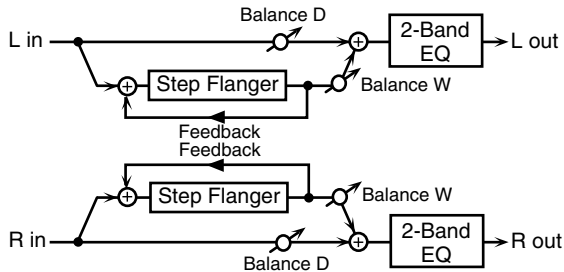 Balance D
L in
2-Band
EQ
L out
Step Flanger
Balance W
Feedback
Feedback
Step Flanger
Balance W
R in
2-Band
EQ
R out
Balance D